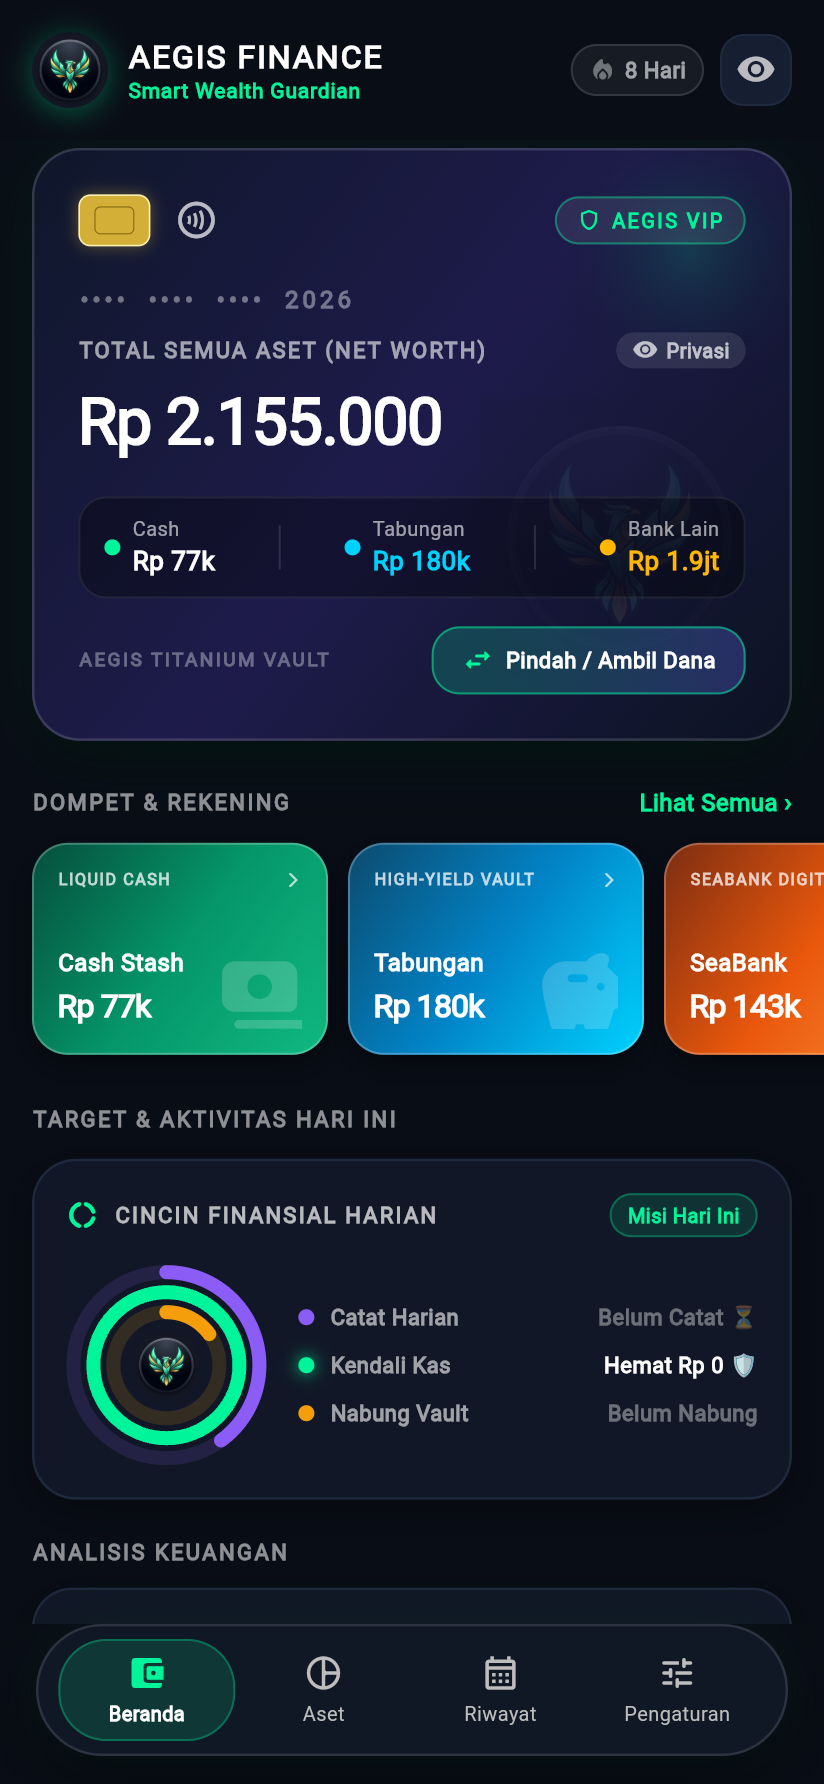 AEGIS FINANCE
Smart Wealth Guardian
8 Hari
AEGIS VIP
•••• •••• •••• 2026
TOTAL SEMUA ASET (NET WORTH)
Privasi
Rp 2.155.000
Cash
Rp 77k
Tabungan
Rp 180k
Bank Lain
Rp 1.9jt
AEGIS TITANIUM VAULT
Pindah / Ambil Dana
DOMPET & REKENING
Lihat Semua ›
LIQUID CASH
Cash Stash
Rp 77k
HIGH-YIELD VAULT
Tabungan
Rp 180k
SEABANK DIGIT
SeaBank
Rp 143k
TARGET & AKTIVITAS HARI INI
CINCIN FINANSIAL HARIAN
Misi Hari Ini
Catat Harian
Belum Catat ⏳
Kendali Kas
Hemat Rp 0 🛡️
Nabung Vault
Belum Nabung
ANALISIS KEUANGAN
Beranda
Aset
Riwayat
Pengaturan